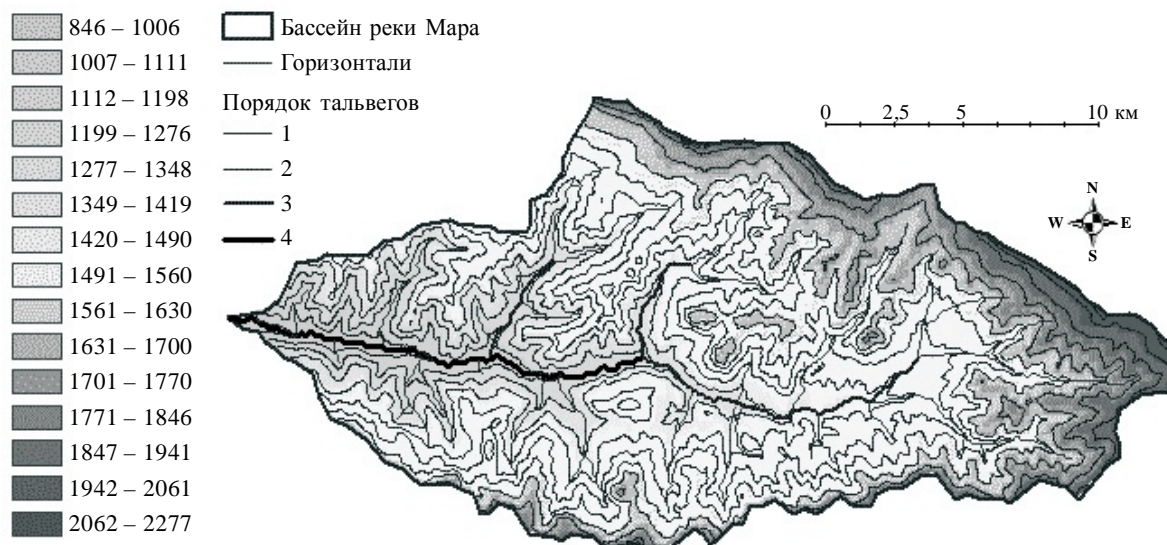 846 – 1006
1007 – 1111
1112 – 1198
1199 – 1276
1277 – 1348
1349 – 1419
1420 – 1490
1491 – 1560
1561 – 1630
1631 – 1700
1701 – 1770
1771 – 1846
1847 – 1941
1942 – 2061
2062 – 2277
Бассейн реки Мара
Горизонтали
Порядок тальвегов
1
2
3
4
0 2,5 5 10 км
N
W E
S